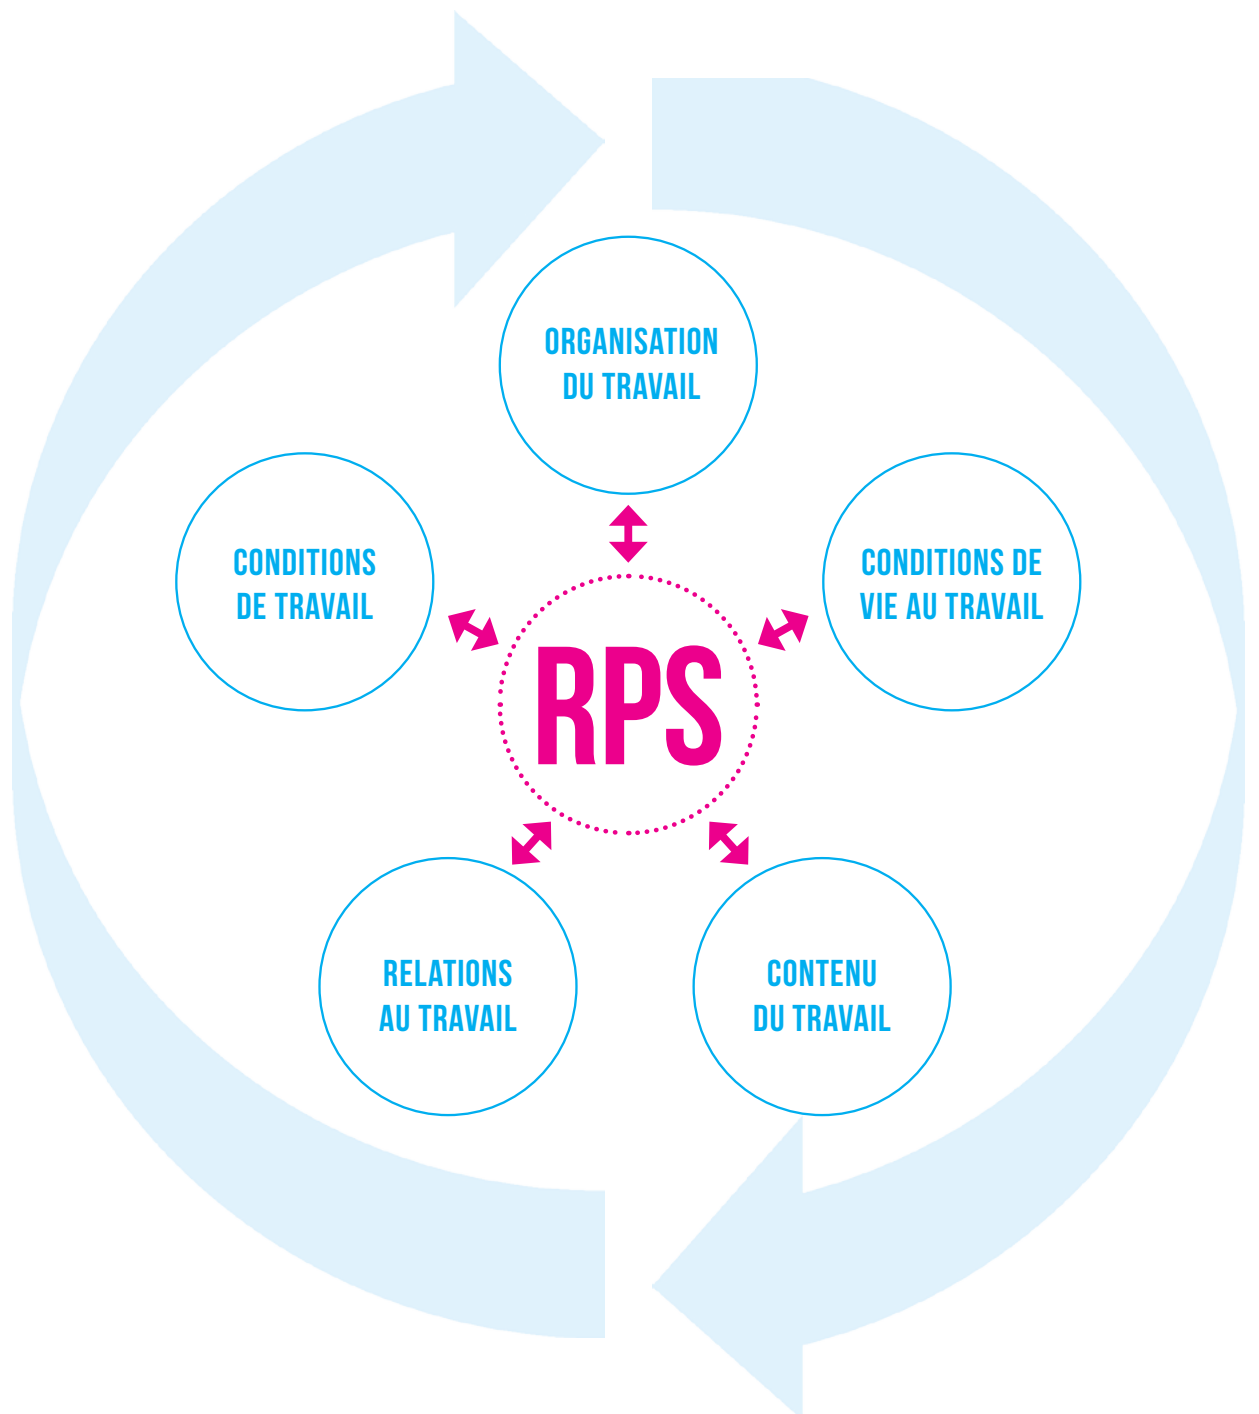 ORGANISATION
DU TRAVAIL
CONDITIONS
DE TRAVAIL
CONDITIONS DE
VIE AU TRAVAIL
RPS
RELATIONS
AU TRAVAIL
CONTENU
DU TRAVAIL